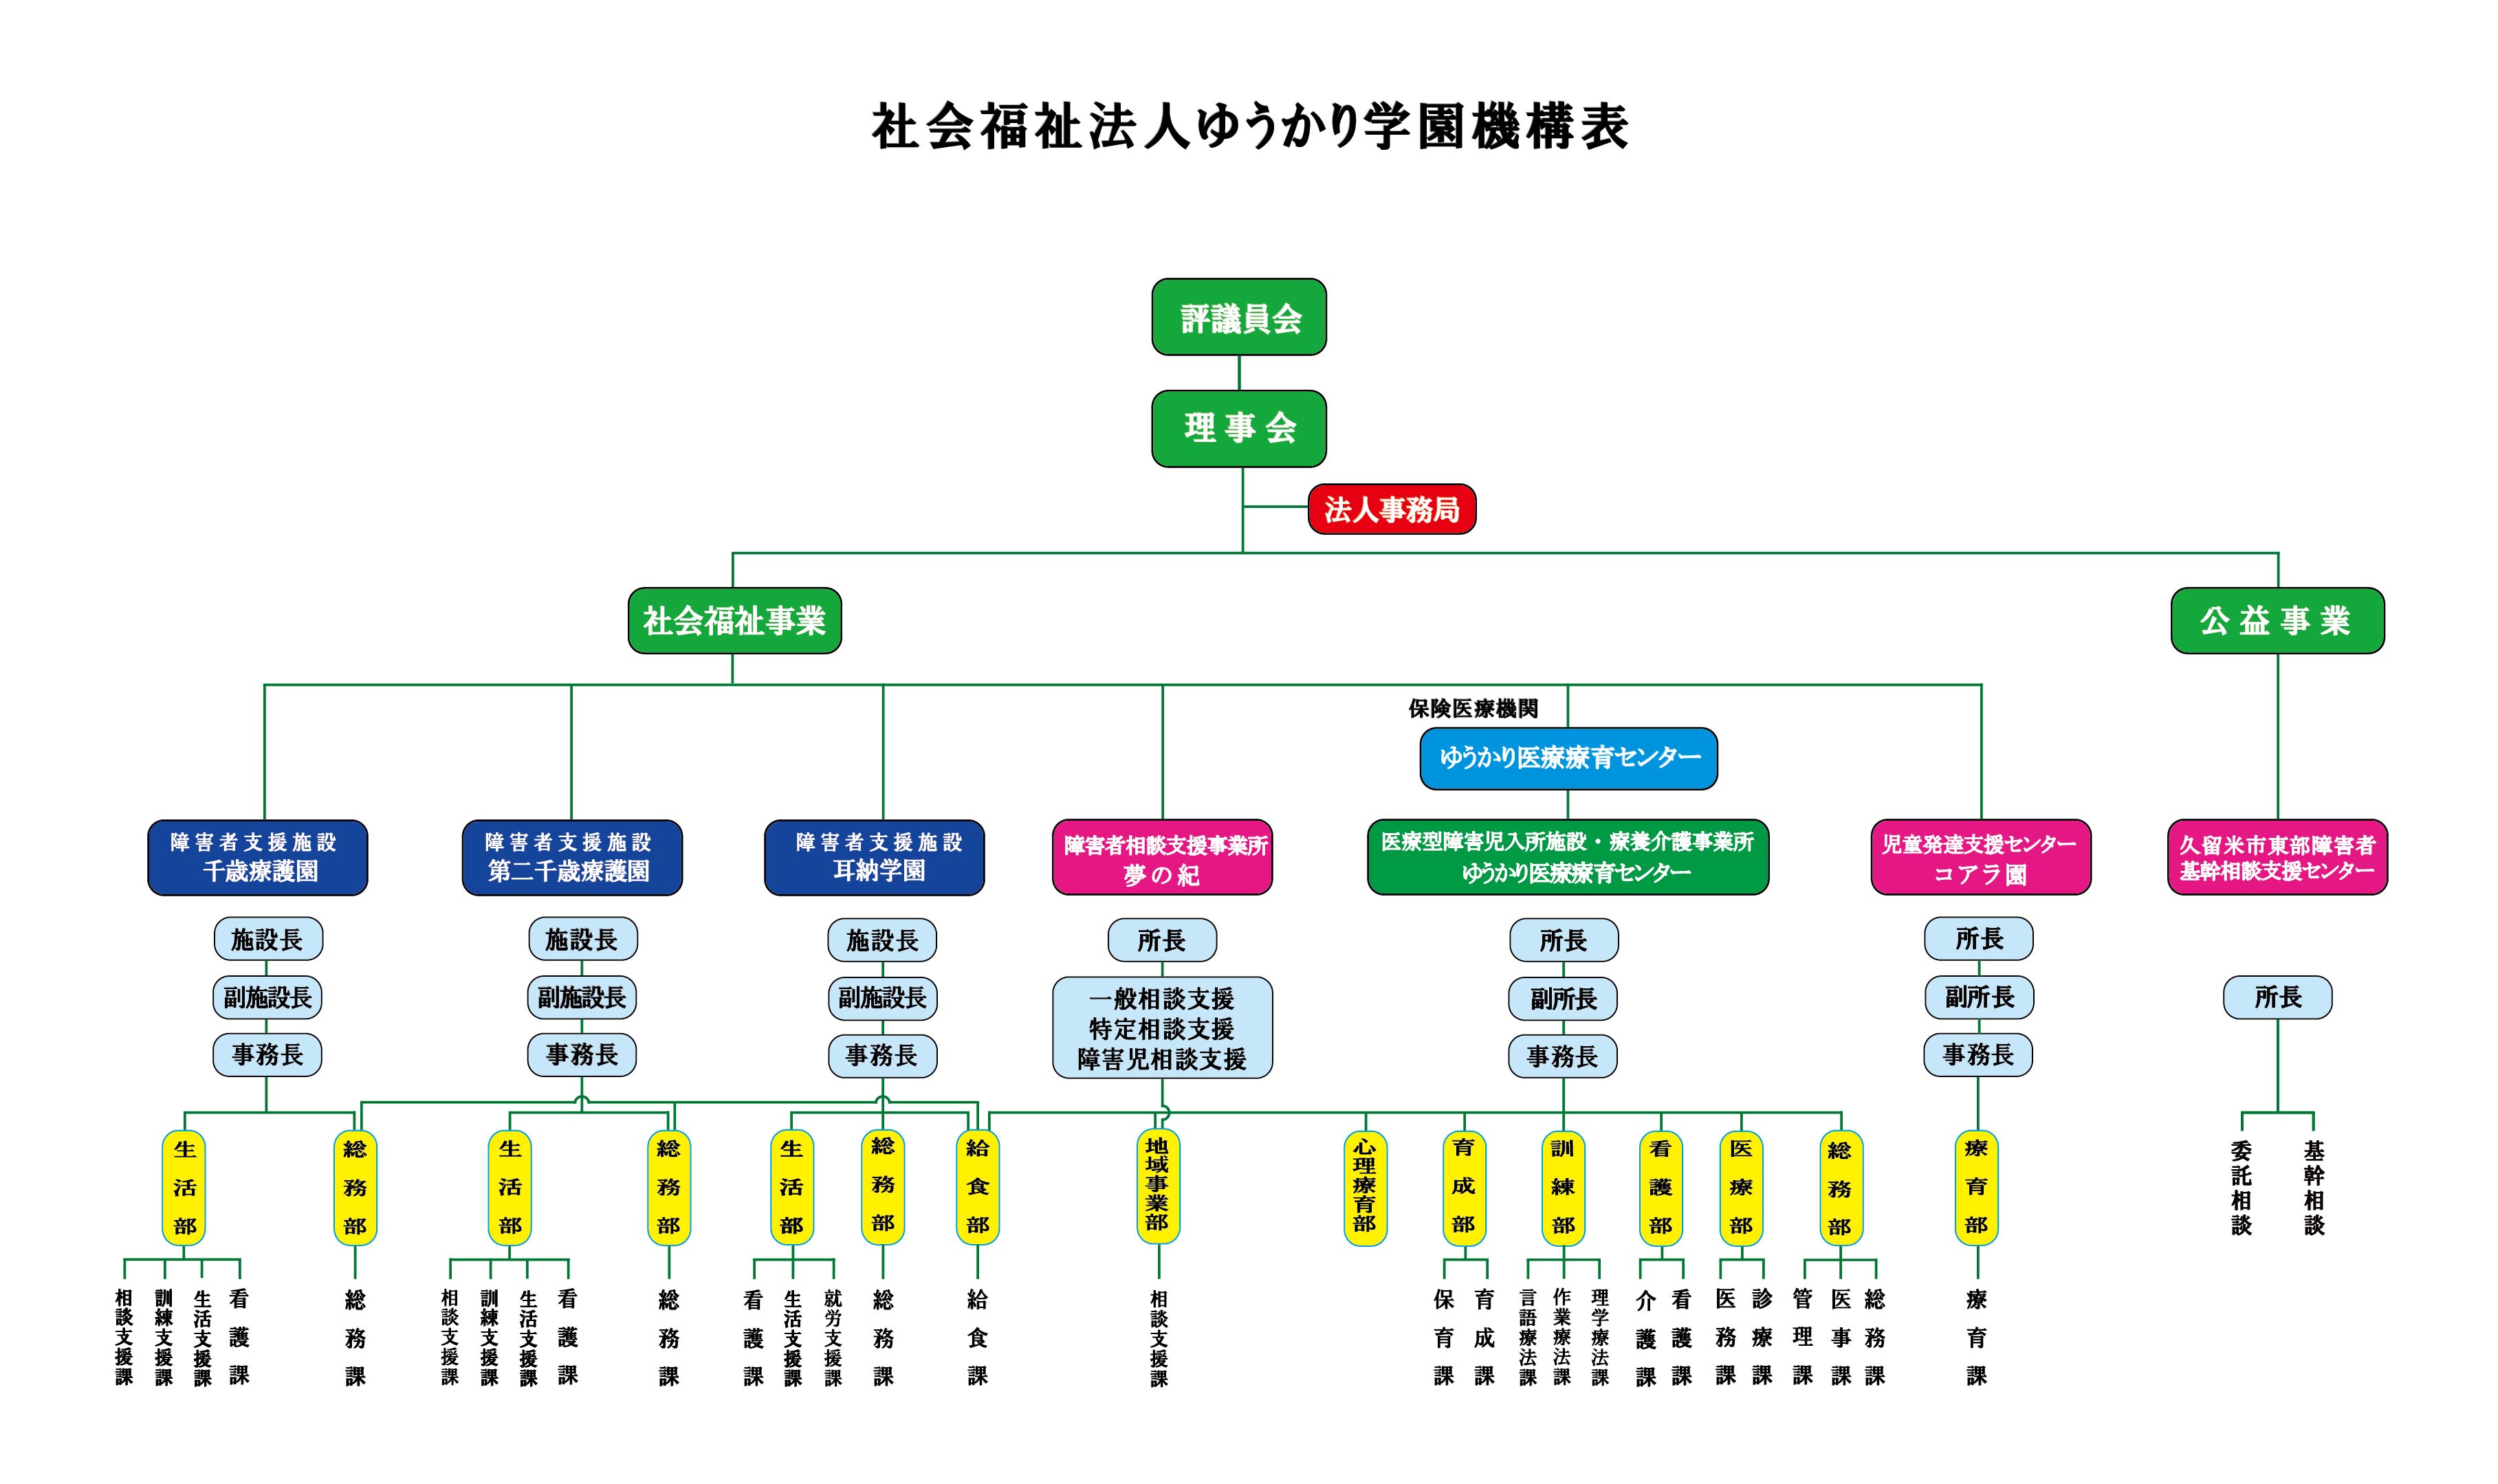 社会福祉法人ゆうかり学園機構表
評議員会
理事会
法人事務局
社会福祉事業
公益事業
保険医療機関
ゆうかり医療療育センター
障害者支援施設
千歳療護園
障害者支援施設
第二千歳療護園
障害者支援施設
耳納学園
障害者相談支援事業所
夢の紀
医療型障害児入所施設・療養介護事業所
ゆうかり医療療育センター
児童発達支援センター
コアラ園
久留米市東部障害者
基幹相談支援センター
施設長
副施設長
事務長
施設長
副施設長
事務長
施設長
副施設長
事務長
所長
一般相談支援
特定相談支援
障害児相談支援
所長
副所長
事務長
所長
副所長
事務長
所長
生活部
総務部
生活部
総務部
生活部
総務部
給食部
地域事業部
心理療育部
育成部
訓練部
看護部
医療部
総務部
療育部
委託相談
基幹相談
相談支援課
訓練支援課
生活支援課
看護課
総務課
相談支援課
訓練支援課
生活支援課
看護課
総務課
看護課
生活支援課
就労支援課
総務課
給食課
相談支援課
保育課
育成課
言語療法課
作業療法課
理学療法課
介護課
看護課
医務課
診療課
管理課
医事課
総務課
療育課